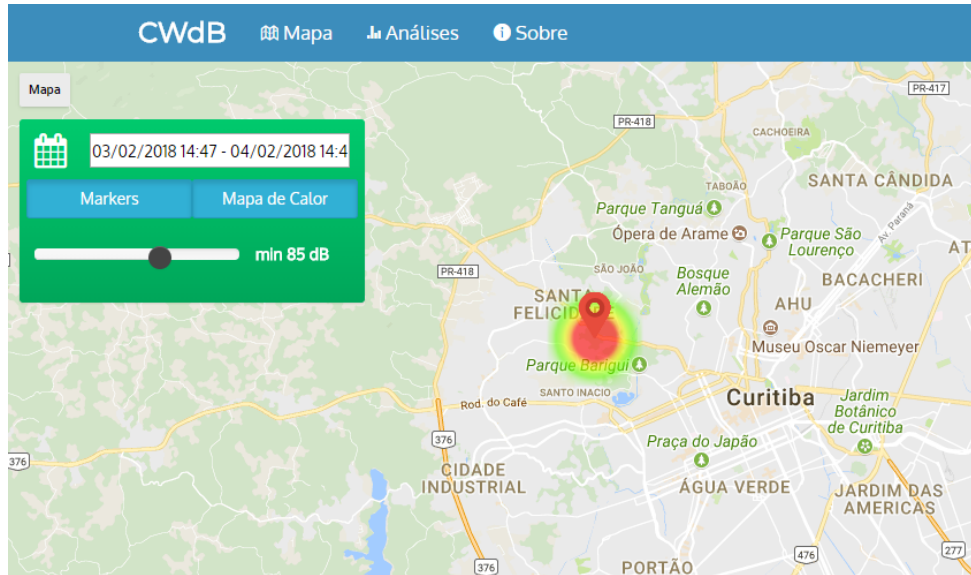 CWdB Mapa Análises Sobre
Mapa
03/02/2018 14:47 - 04/02/2018 14:4
Markers Mapa de Calor
min 85 dB
PR-417
PR-418
CACHOEIRA
TABOÃO
SANTA CÂNDIDA
Parque Tanguá
Av. Paraná
Ópera de Arame
Parque São
Lourenço
AT
PR-418
SÃO JOÃO
Bosque
Alemão
BACACHERI
SANTA
AHU
Museu Oscar Niemeyer
Parque Barigui
SANTO INACIO
Curitiba
Rod. do Café
Jardim
Botânico
de Curitiba
376
Praça do Japão
376
CIDADE
INDUSTRIAL
ÁGUA VERDE
JARDIM DAS
AMERICAS
476
277
376
PORTÃO